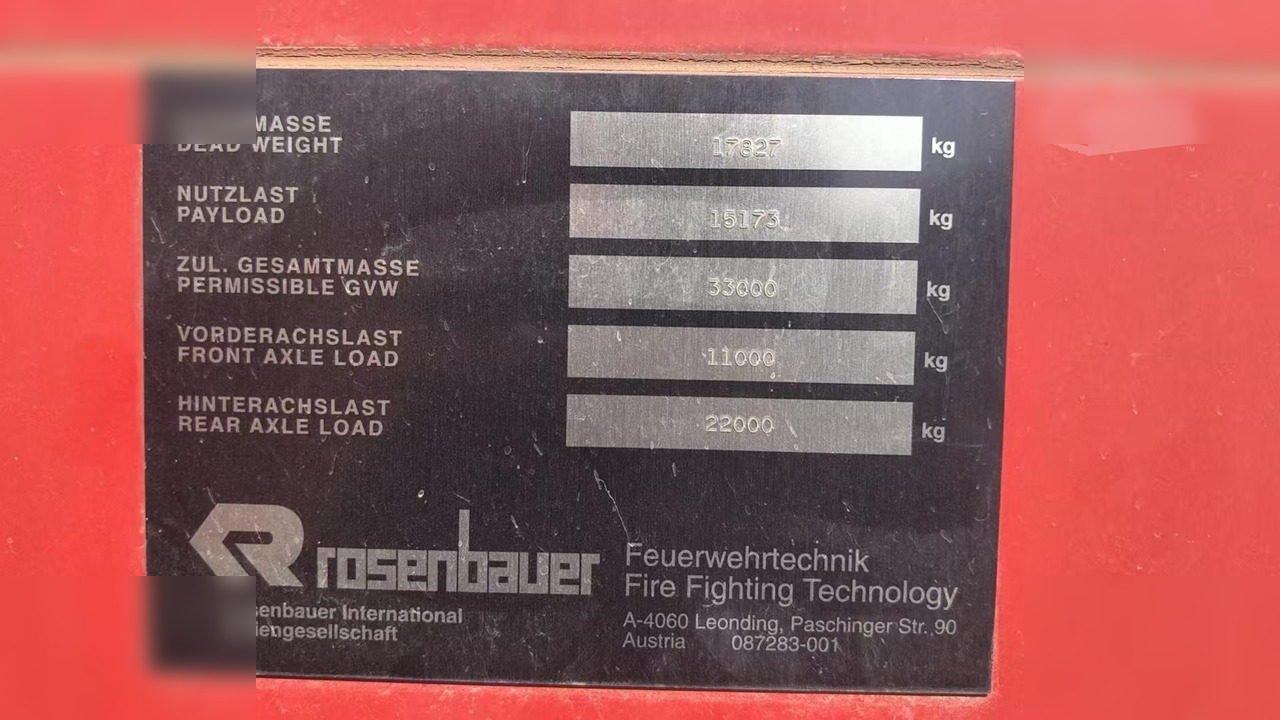 MASSE
DEAD WEIGHT 17827 kg
NUTZLAST
PAYLOAD 15173 kg
ZUL. GESAMTMASSE
PERMISSIBLE GVW 33000 kg
VORDERACHSLAST
FRONT AXLE LOAD 11000 kg
HINTERACHSLAST
REAR AXLE LOAD 22000 kg
rosenbauer
senbauer International
iengesellschaft
Feuerwehrtechnik
Fire Fighting Technology
A-4060 Leonding, Paschinger Str. 90
Austria 087283-001